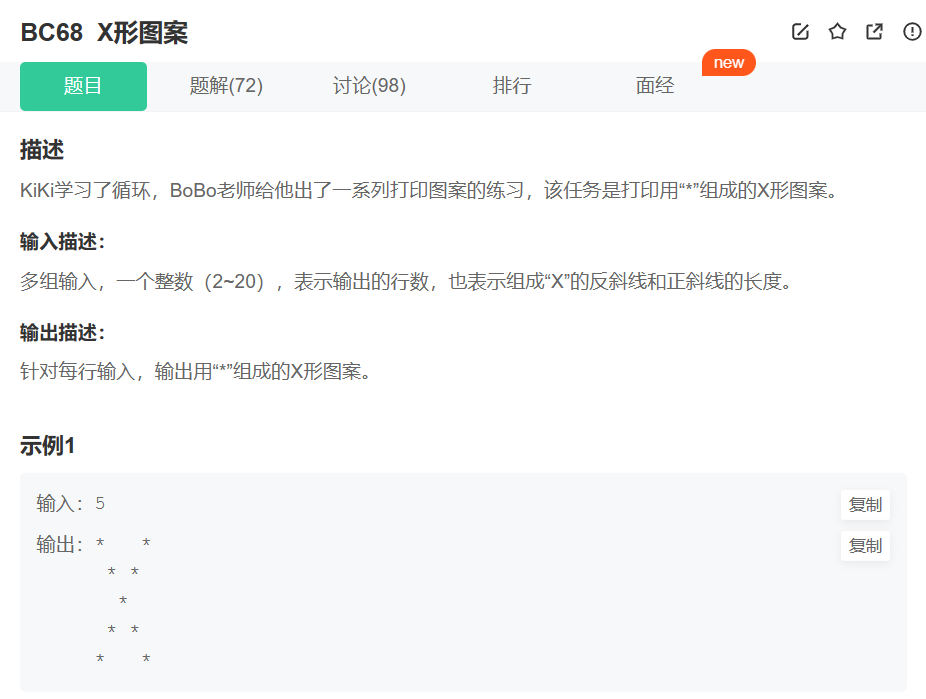 BC68 X形图案
new
题目 题解(72) 讨论(98) 排行 面经
描述
KiKi学习了循环，BoBo老师给他出了一系列打印图案的练习，该任务是打印用“*”组成的X形图案。
输入描述：
多组输入，一个整数（2~20），表示输出的行数，也表示组成“X”的反斜线和正斜线的长度。
输出描述：
针对每行输入，输出用“*”组成的X形图案。
示例1
输入：5 复制
输出：*   * 复制
 * *
  *
 * *
*   *